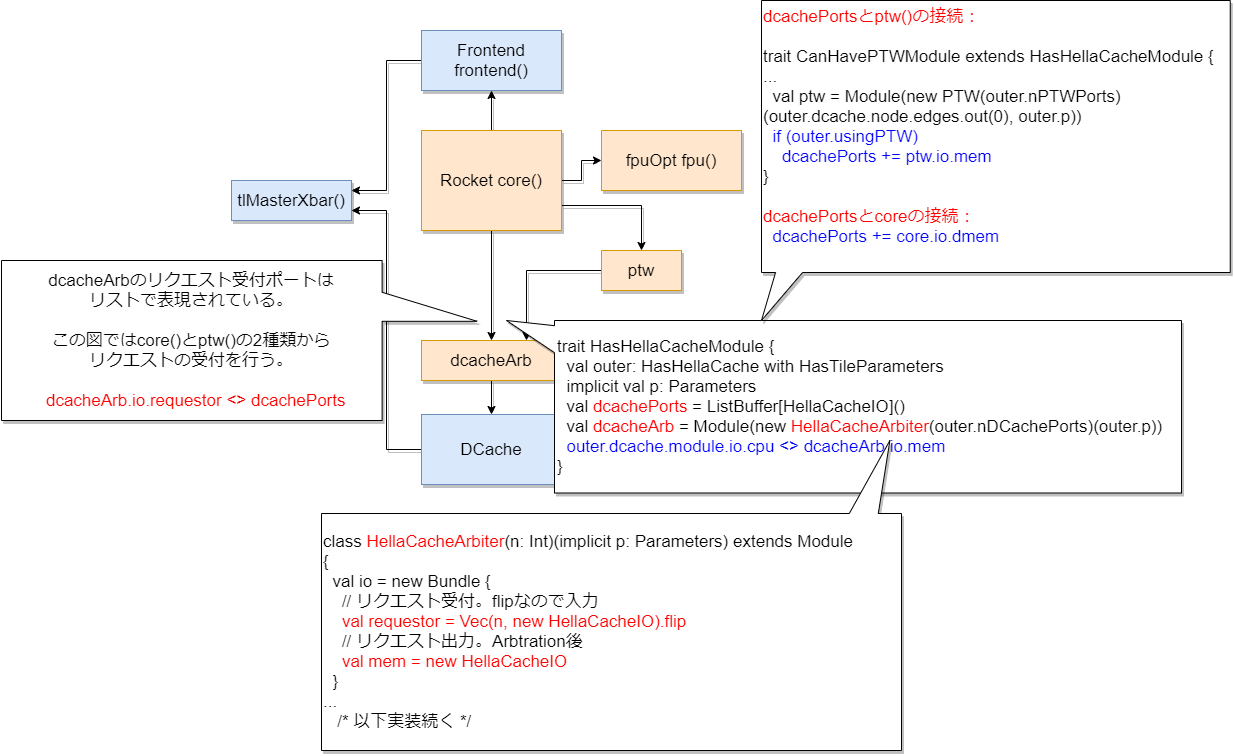 Frontend
frontend()
Rocket core()
fpuOpt fpu()
tlMasterXbar()
ptw
dcacheArb
DCache
dcachePortsとptw()の接続：
trait CanHavePTWModule extends HasHellaCacheModule {
...
val ptw = Module(new PTW(outer.nPTWPorts)
(outer.dcache.node.edges.out(0), outer.p))
if (outer.usingPTW)
dcachePorts += ptw.io.mem
}
dcachePortsとcoreの接続：
dcachePorts += core.io.dmem
dcacheArbのリクエスト受付ポートは
リストで表現されている。
この図ではcore()とptw()の2種類から
リクエストの受付を行う。
dcacheArb.io.requestor <> dcachePorts
trait HasHellaCacheModule {
val outer: HasHellaCache with HasTileParameters
implicit val p: Parameters
val dcachePorts = ListBuffer[HellaCacheIO]()
val dcacheArb = Module(new HellaCacheArbiter(outer.nDCachePorts)(outer.p))
outer.dcache.module.io.cpu <> dcacheArb.io.mem
}
class HellaCacheArbiter(n: Int)(implicit p: Parameters) extends Module
{
val io = new Bundle {
// リクエスト受付。flipなので入力
val requestor = Vec(n, new HellaCacheIO).flip
// リクエスト出力。Arbtration後
val mem = new HellaCacheIO
}
...
/* 以下実装続く */